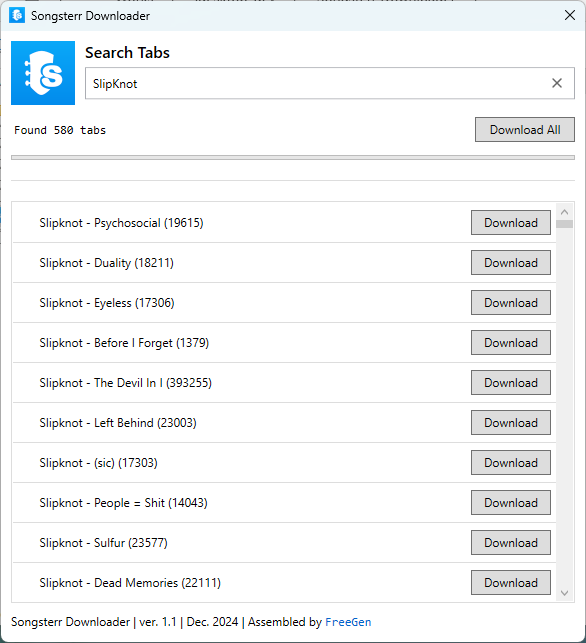 Songsterr Downloader
Search Tabs
SlipKnot
Found 580 tabs
Download All
Slipknot - Psychosocial (19615) Download
Slipknot - Duality (18211) Download
Slipknot - Eyeless (17306) Download
Slipknot - Before I Forget (1379) Download
Slipknot - The Devil In I (393255) Download
Slipknot - Left Behind (23003) Download
Slipknot - (sic) (17303) Download
Slipknot - People = Shit (14043) Download
Slipknot - Sulfur (23577) Download
Slipknot - Dead Memories (22111) Download
Songsterr Downloader | ver. 1.1 | Dec. 2024 | Assembled by FreeGen